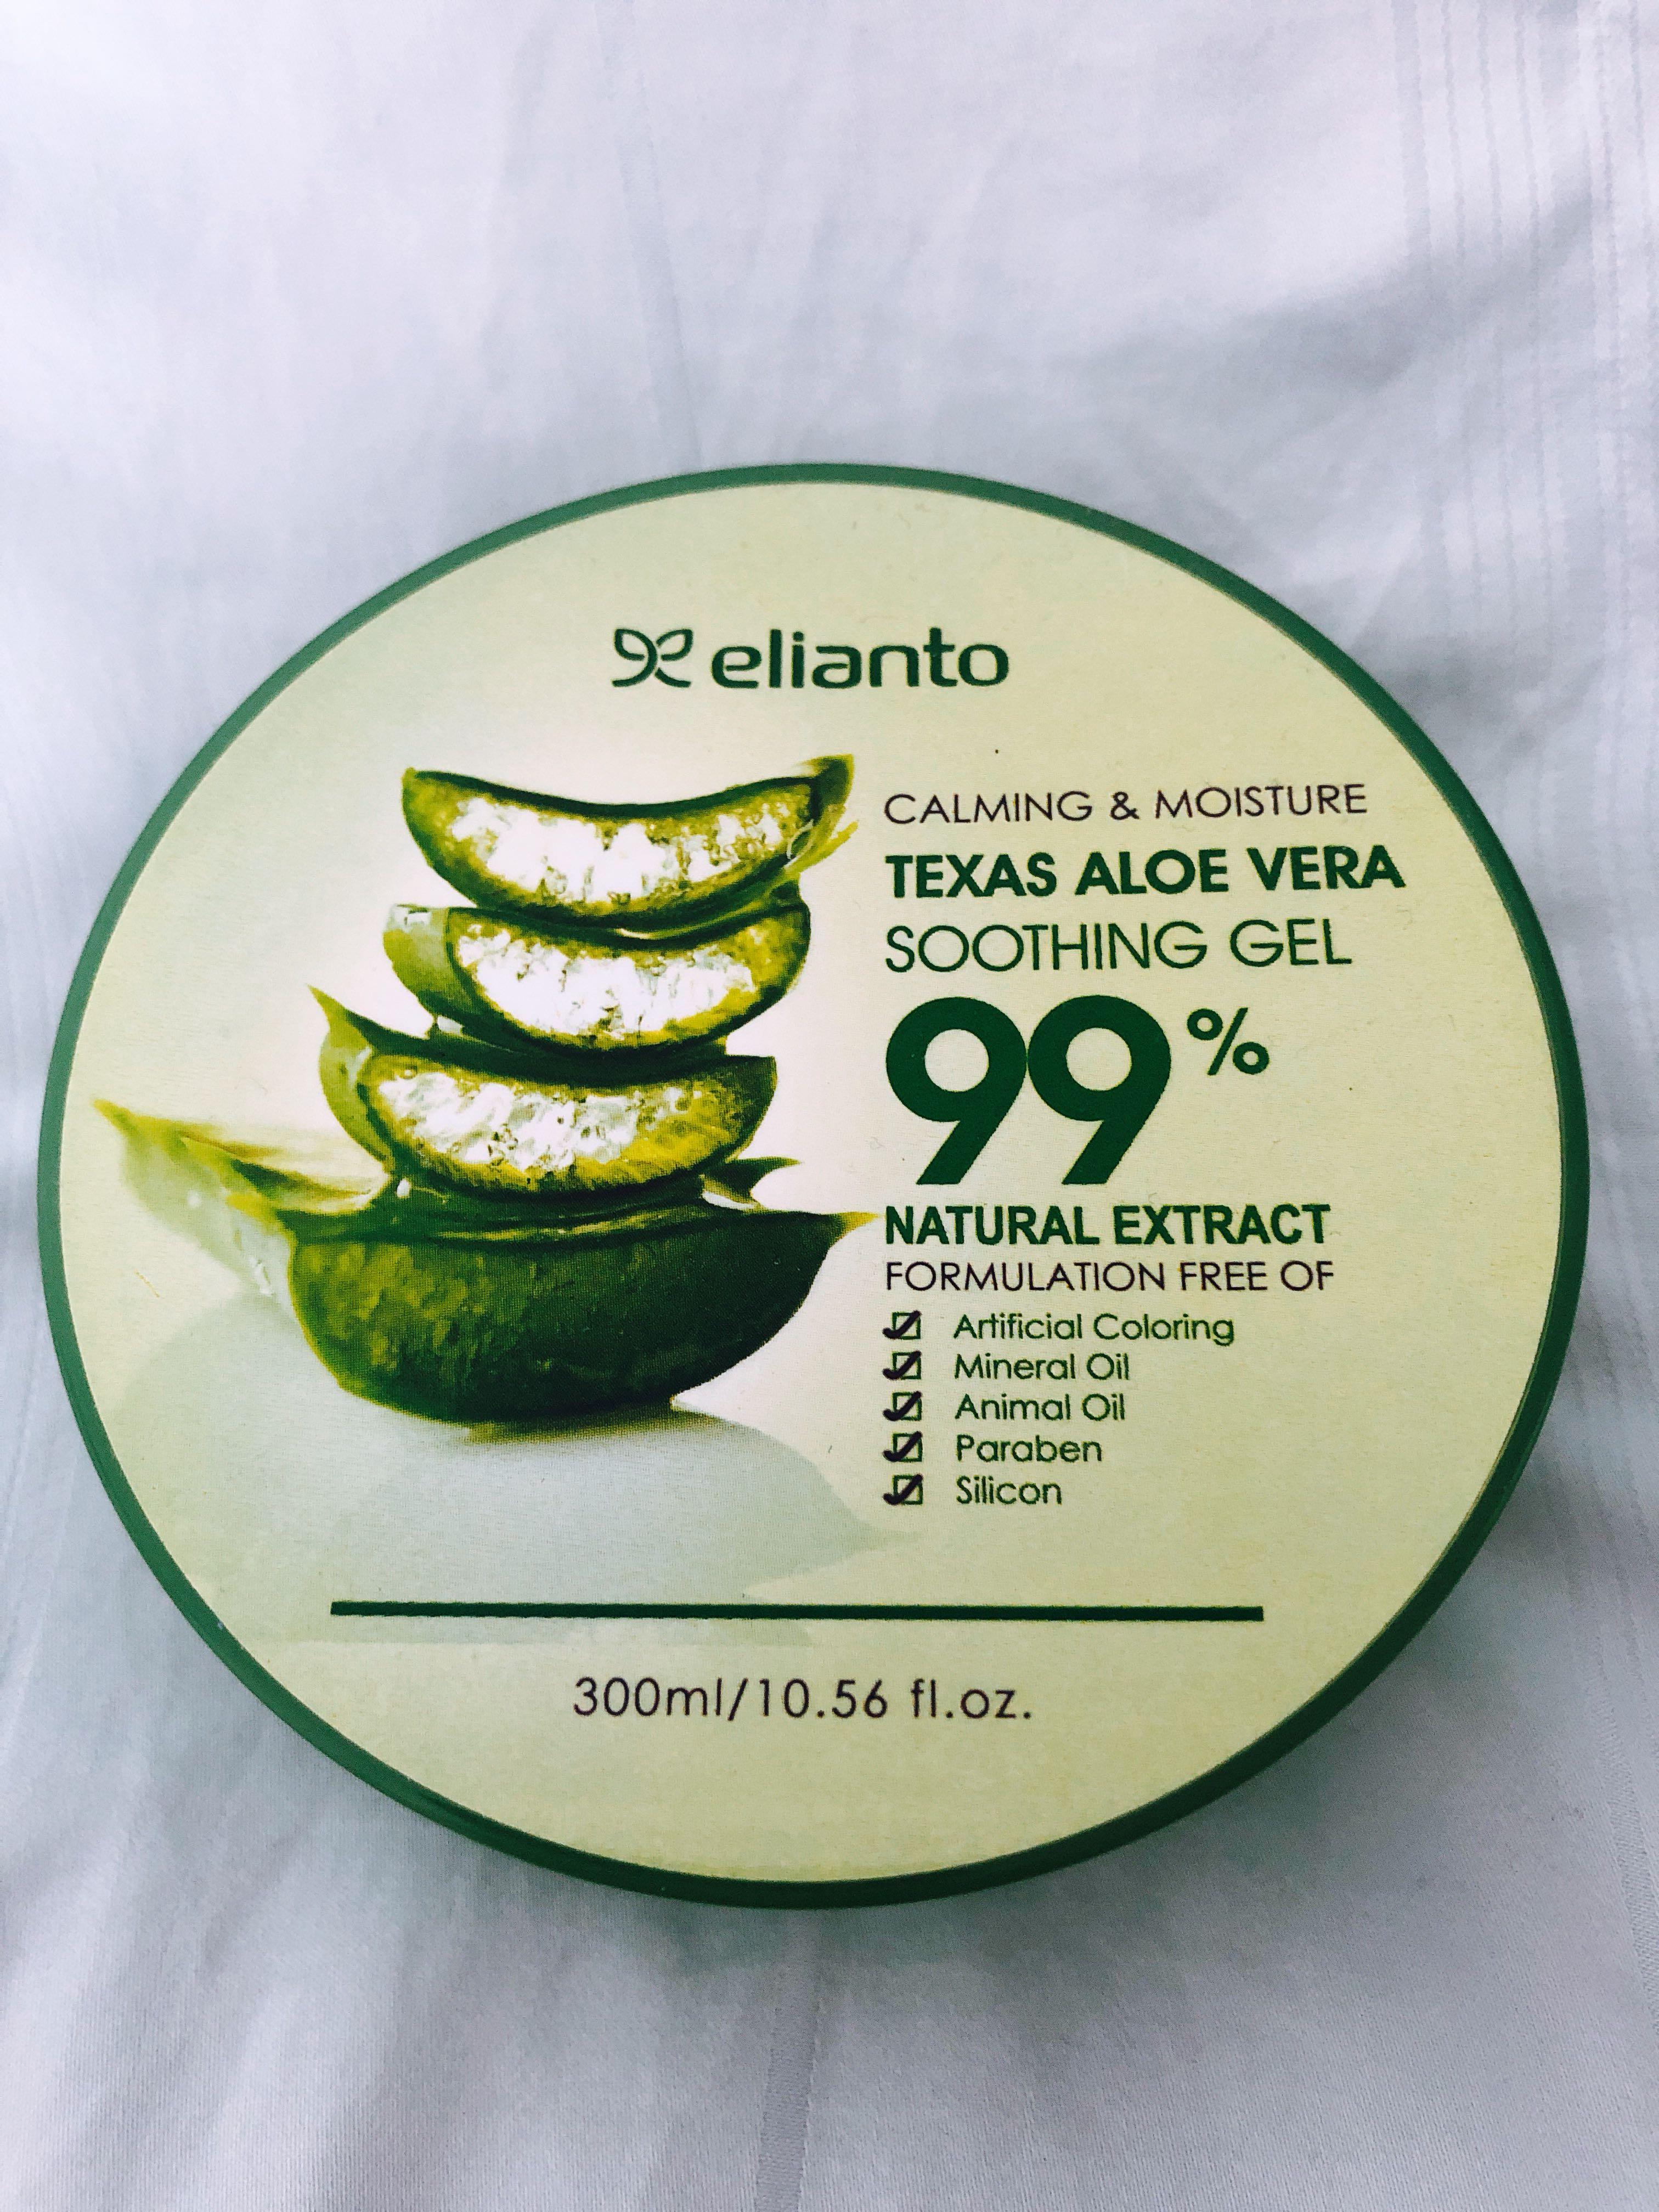 elianto
CALMING & MOISTURE
TEXAS ALOE VERA
SOOTHING GEL
99%
NATURAL EXTRACT
FORMULATION FREE OF
Artificial Coloring
Mineral Oil
Animal Oil
Paraben
Silicon
300ml/10.56 fl.oz.